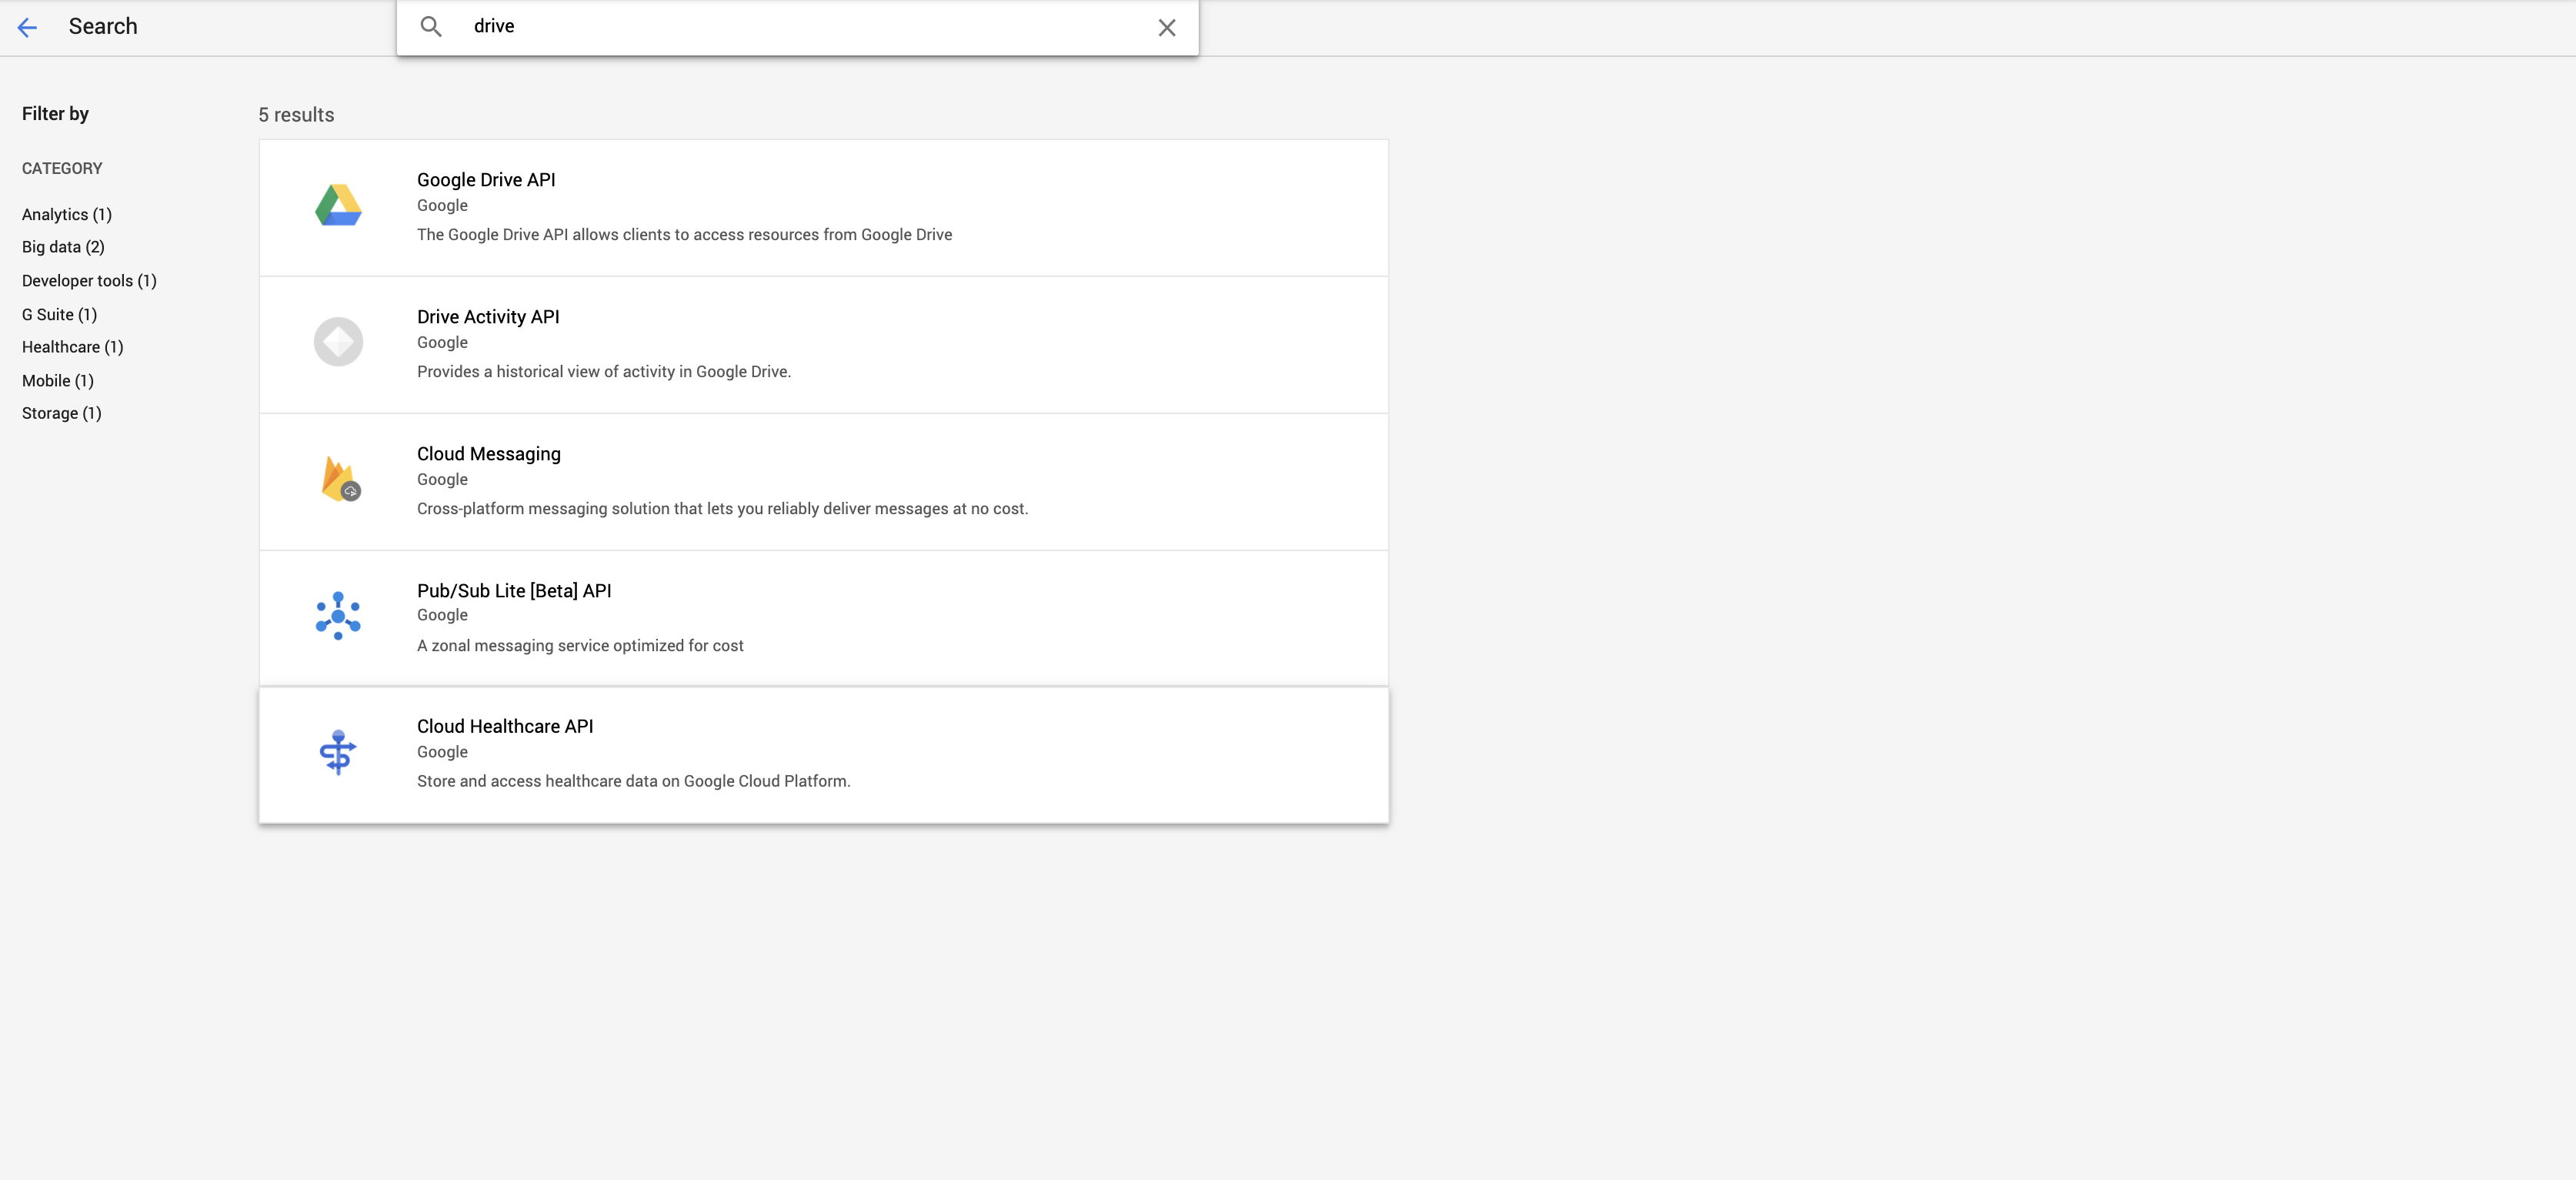 Search
drive
Filter by
CATEGORY
Analytics (1)
Big data (2)
Developer tools (1)
G Suite (1)
Healthcare (1)
Mobile (1)
Storage (1)
5 results
Google Drive API
Google
The Google Drive API allows clients to access resources from Google Drive
Drive Activity API
Google
Provides a historical view of activity in Google Drive.
Cloud Messaging
Google
Cross-platform messaging solution that lets you reliably deliver messages at no cost.
Pub/Sub Lite [Beta] API
Google
A zonal messaging service optimized for cost
Cloud Healthcare API
Google
Store and access healthcare data on Google Cloud Platform.